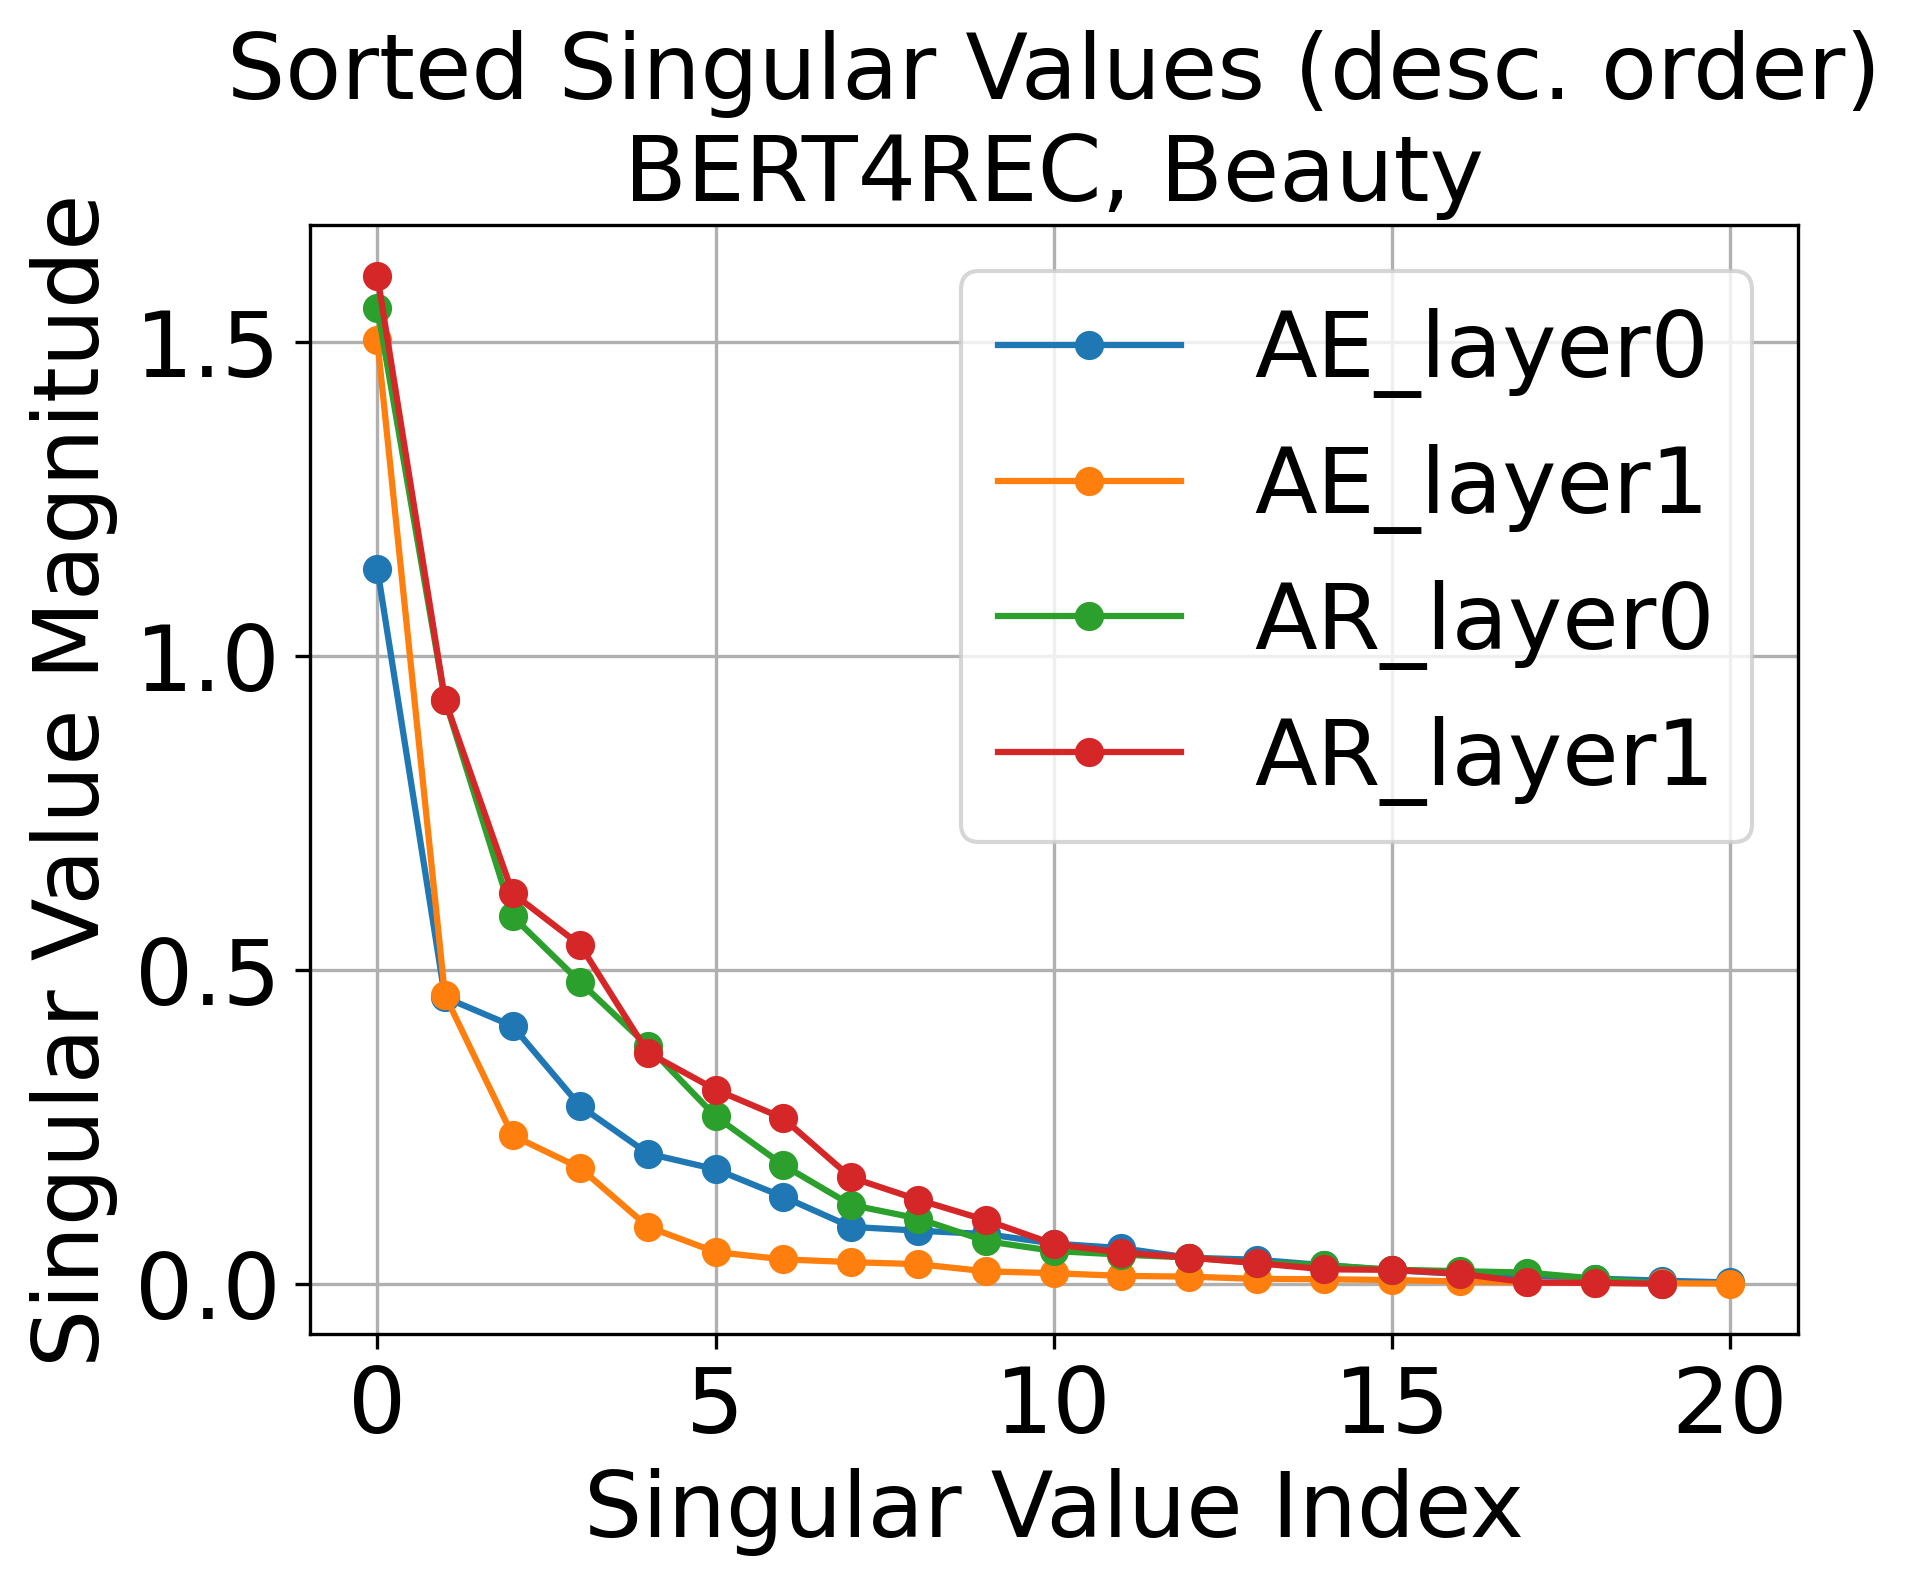 Sorted Singular Values (desc. order)
BERT4REC, Beauty
Singular Value Magnitude
1.5
1.0
0.5
0.0
AE_layer0
AE_layer1
AR_layer0
AR_layer1
0 5 10 15 20
Singular Value Index